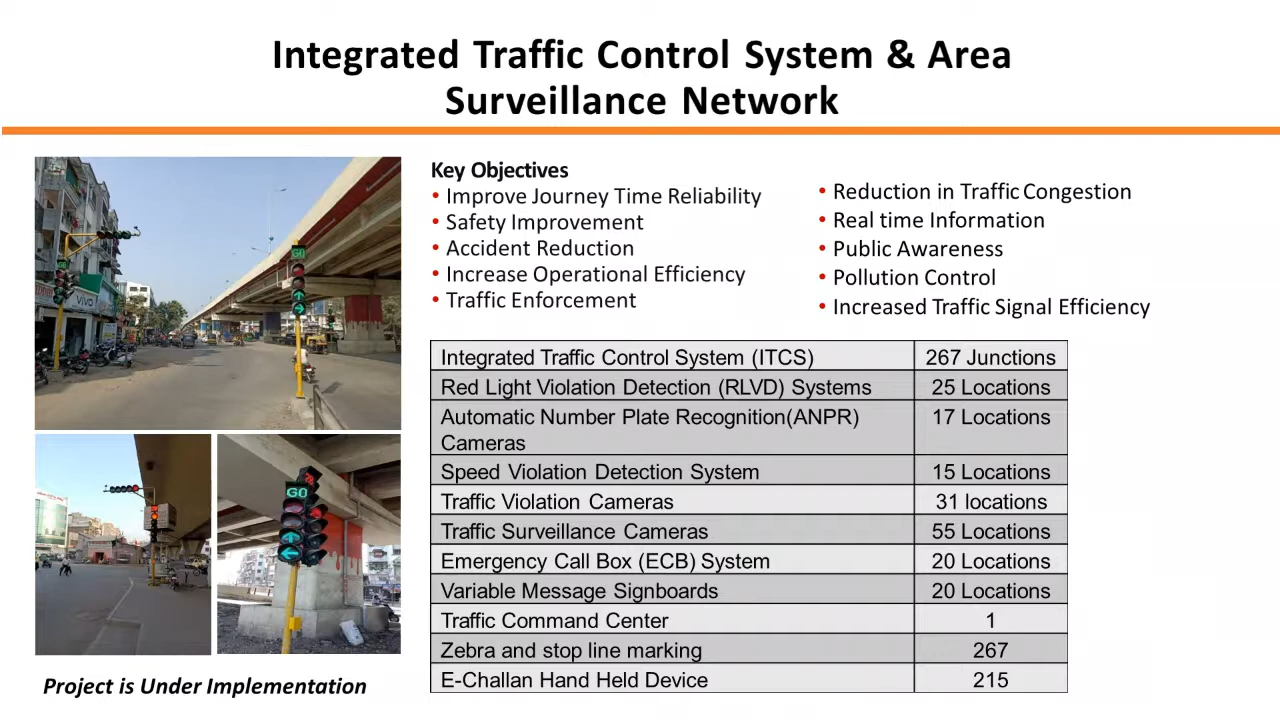 Integrated Traffic Control System & Area
Surveillance Network
Key Objectives
• Improve Journey Time Reliability
• Safety Improvement
• Accident Reduction
• Increase Operational Efficiency
• Traffic Enforcement
• Reduction in Traffic Congestion
• Real time Information
• Public Awareness
• Pollution Control
• Increased Traffic Signal Efficiency
GO
GO
vivo
GO
Integrated Traffic Control System (ITCS) 267 Junctions
Red Light Violation Detection (RLVD) Systems 25 Locations
Automatic Number Plate Recognition(ANPR) 17 Locations
Cameras
Speed Violation Detection System 15 Locations
Traffic Violation Cameras 31 locations
Traffic Surveillance Cameras 55 Locations
Emergency Call Box (ECB) System 20 Locations
Variable Message Signboards 20 Locations
Traffic Command Center 1
Zebra and stop line marking 267
E-Challan Hand Held Device 215
Project is Under Implementation